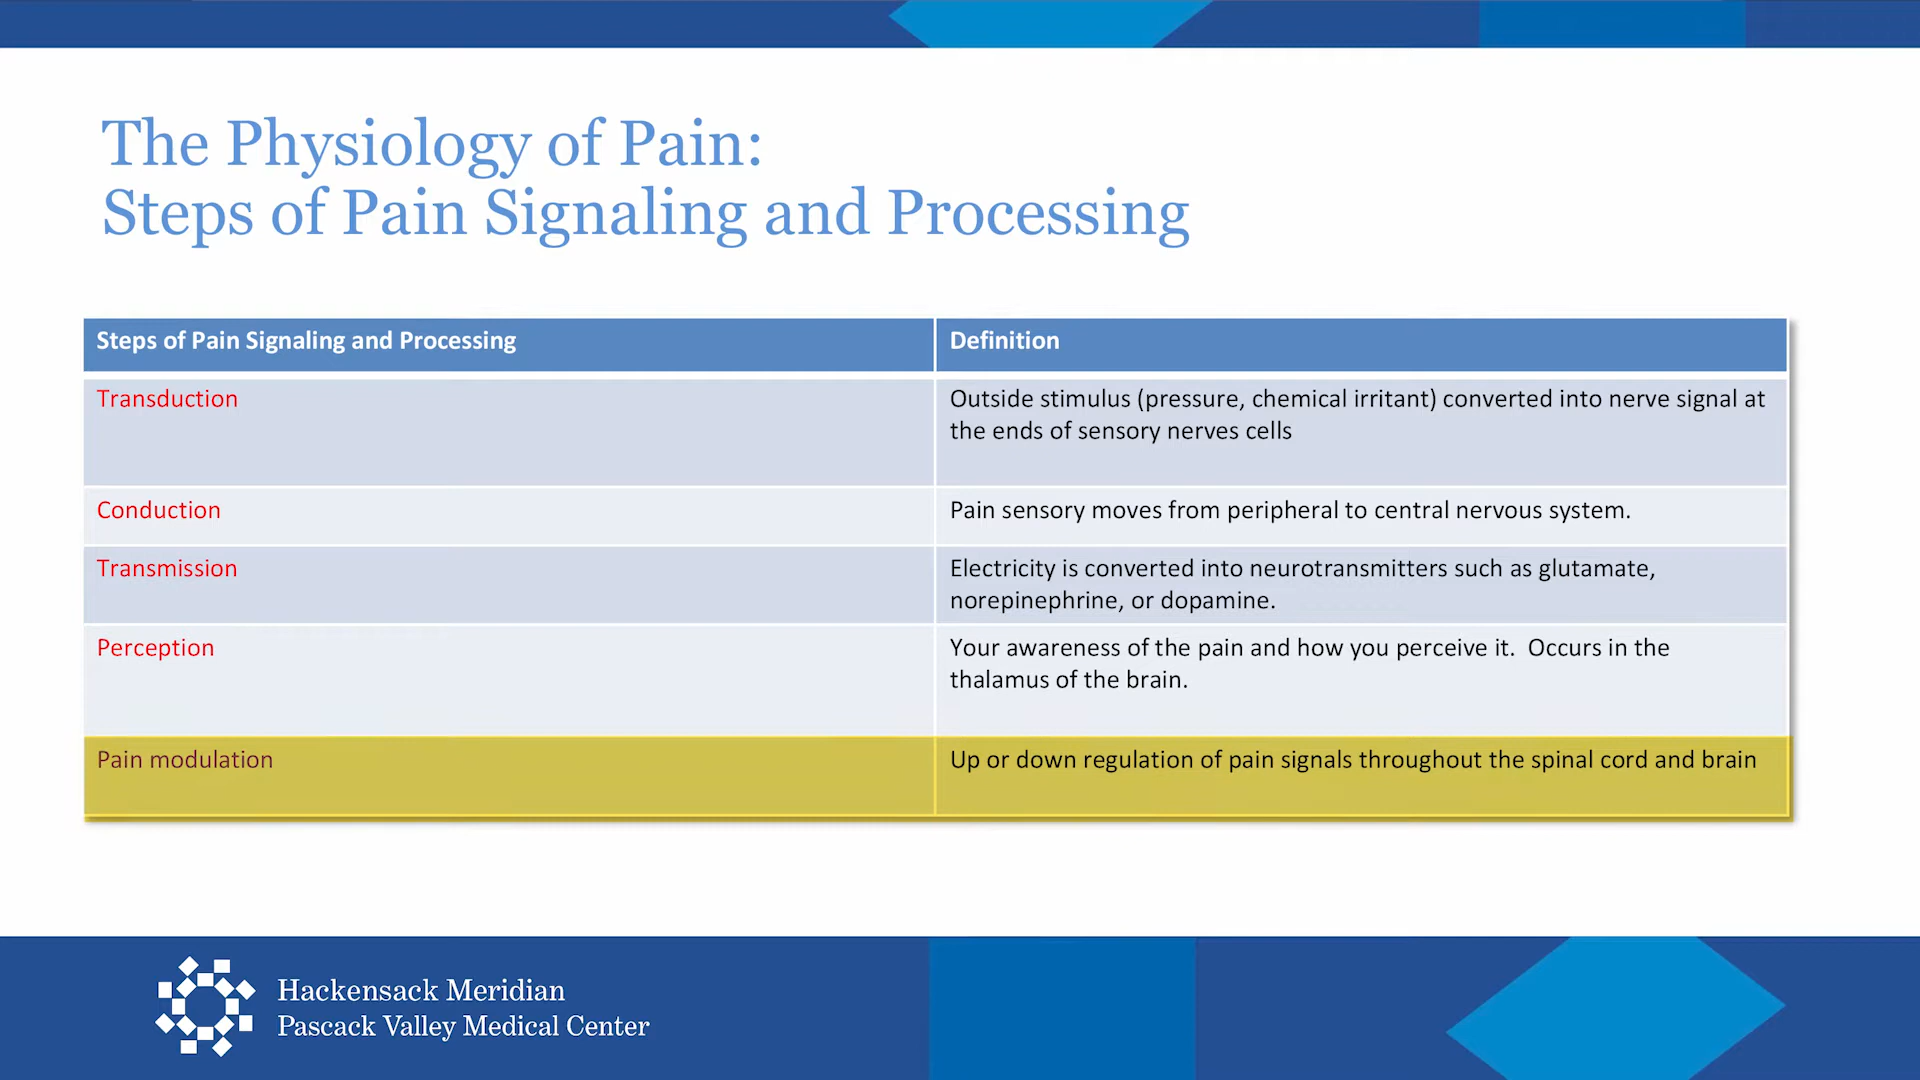 The Physiology of Pain:
Steps of Pain Signaling and Processing
Steps of Pain Signaling and Processing
Definition
Transduction
Outside stimulus (pressure, chemical irritant) converted into nerve signal at
the ends of sensory nerves cells
Conduction
Pain sensory moves from peripheral to central nervous system.
Transmission
Electricity is converted into neurotransmitters such as glutamate,
norepinephrine, or dopamine.
Perception
Your awareness of the pain and how you perceive it.  Occurs in the
thalamus of the brain.
Pain modulation
Up or down regulation of pain signals throughout the spinal cord and brain
Hackensack Meridian
Pascack Valley Medical Center